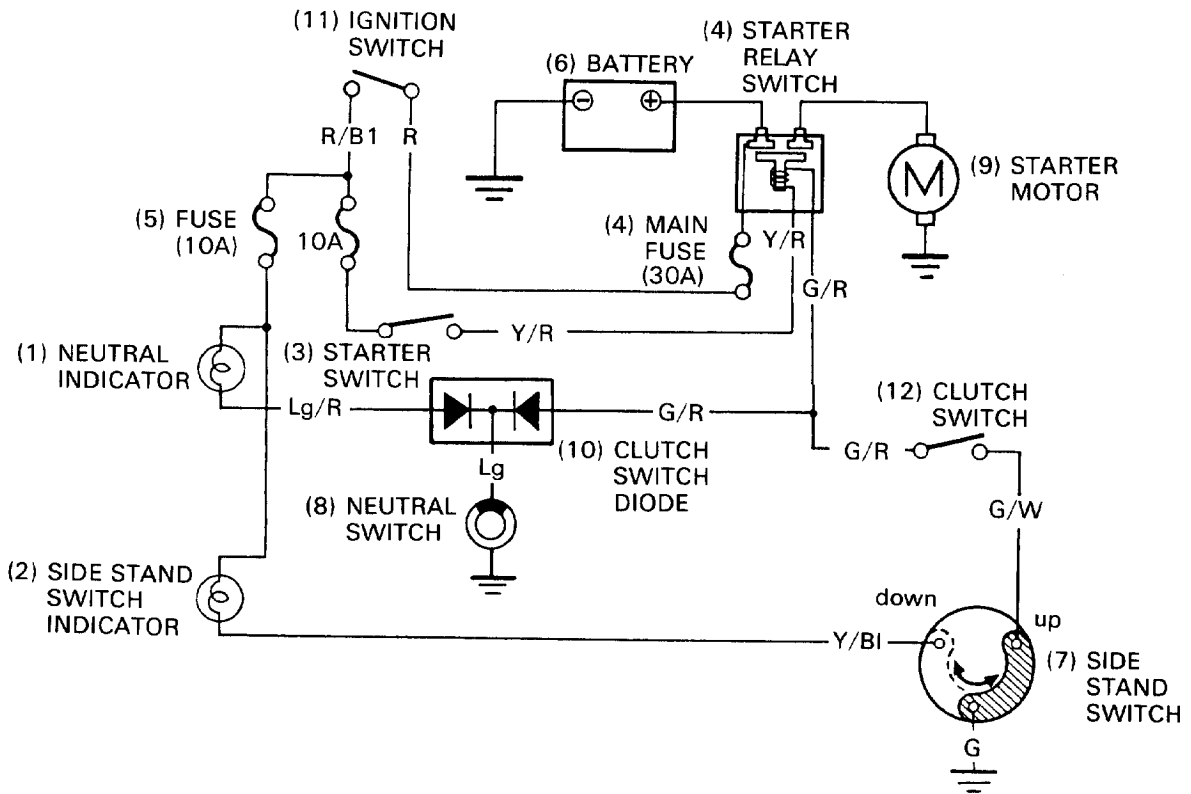 (11) IGNITION
SWITCH
(4) STARTER
RELAY
SWITCH
(6) BATTERY
R/B1
R
(9) STARTER
MOTOR
(5) FUSE
(10A)
10A
(4) MAIN
FUSE
(30A)
Y/R
G/R
Y/R
(1) NEUTRAL
INDICATOR
(3) STARTER
SWITCH
Lg/R
G/R
(12) CLUTCH
SWITCH
G/R
(10) CLUTCH
SWITCH
DIODE
Lg
(8) NEUTRAL
SWITCH
M
G/W
(2) SIDE STAND
SWITCH
INDICATOR
down
up
Y/Bl
(7) SIDE
STAND
SWITCH
G